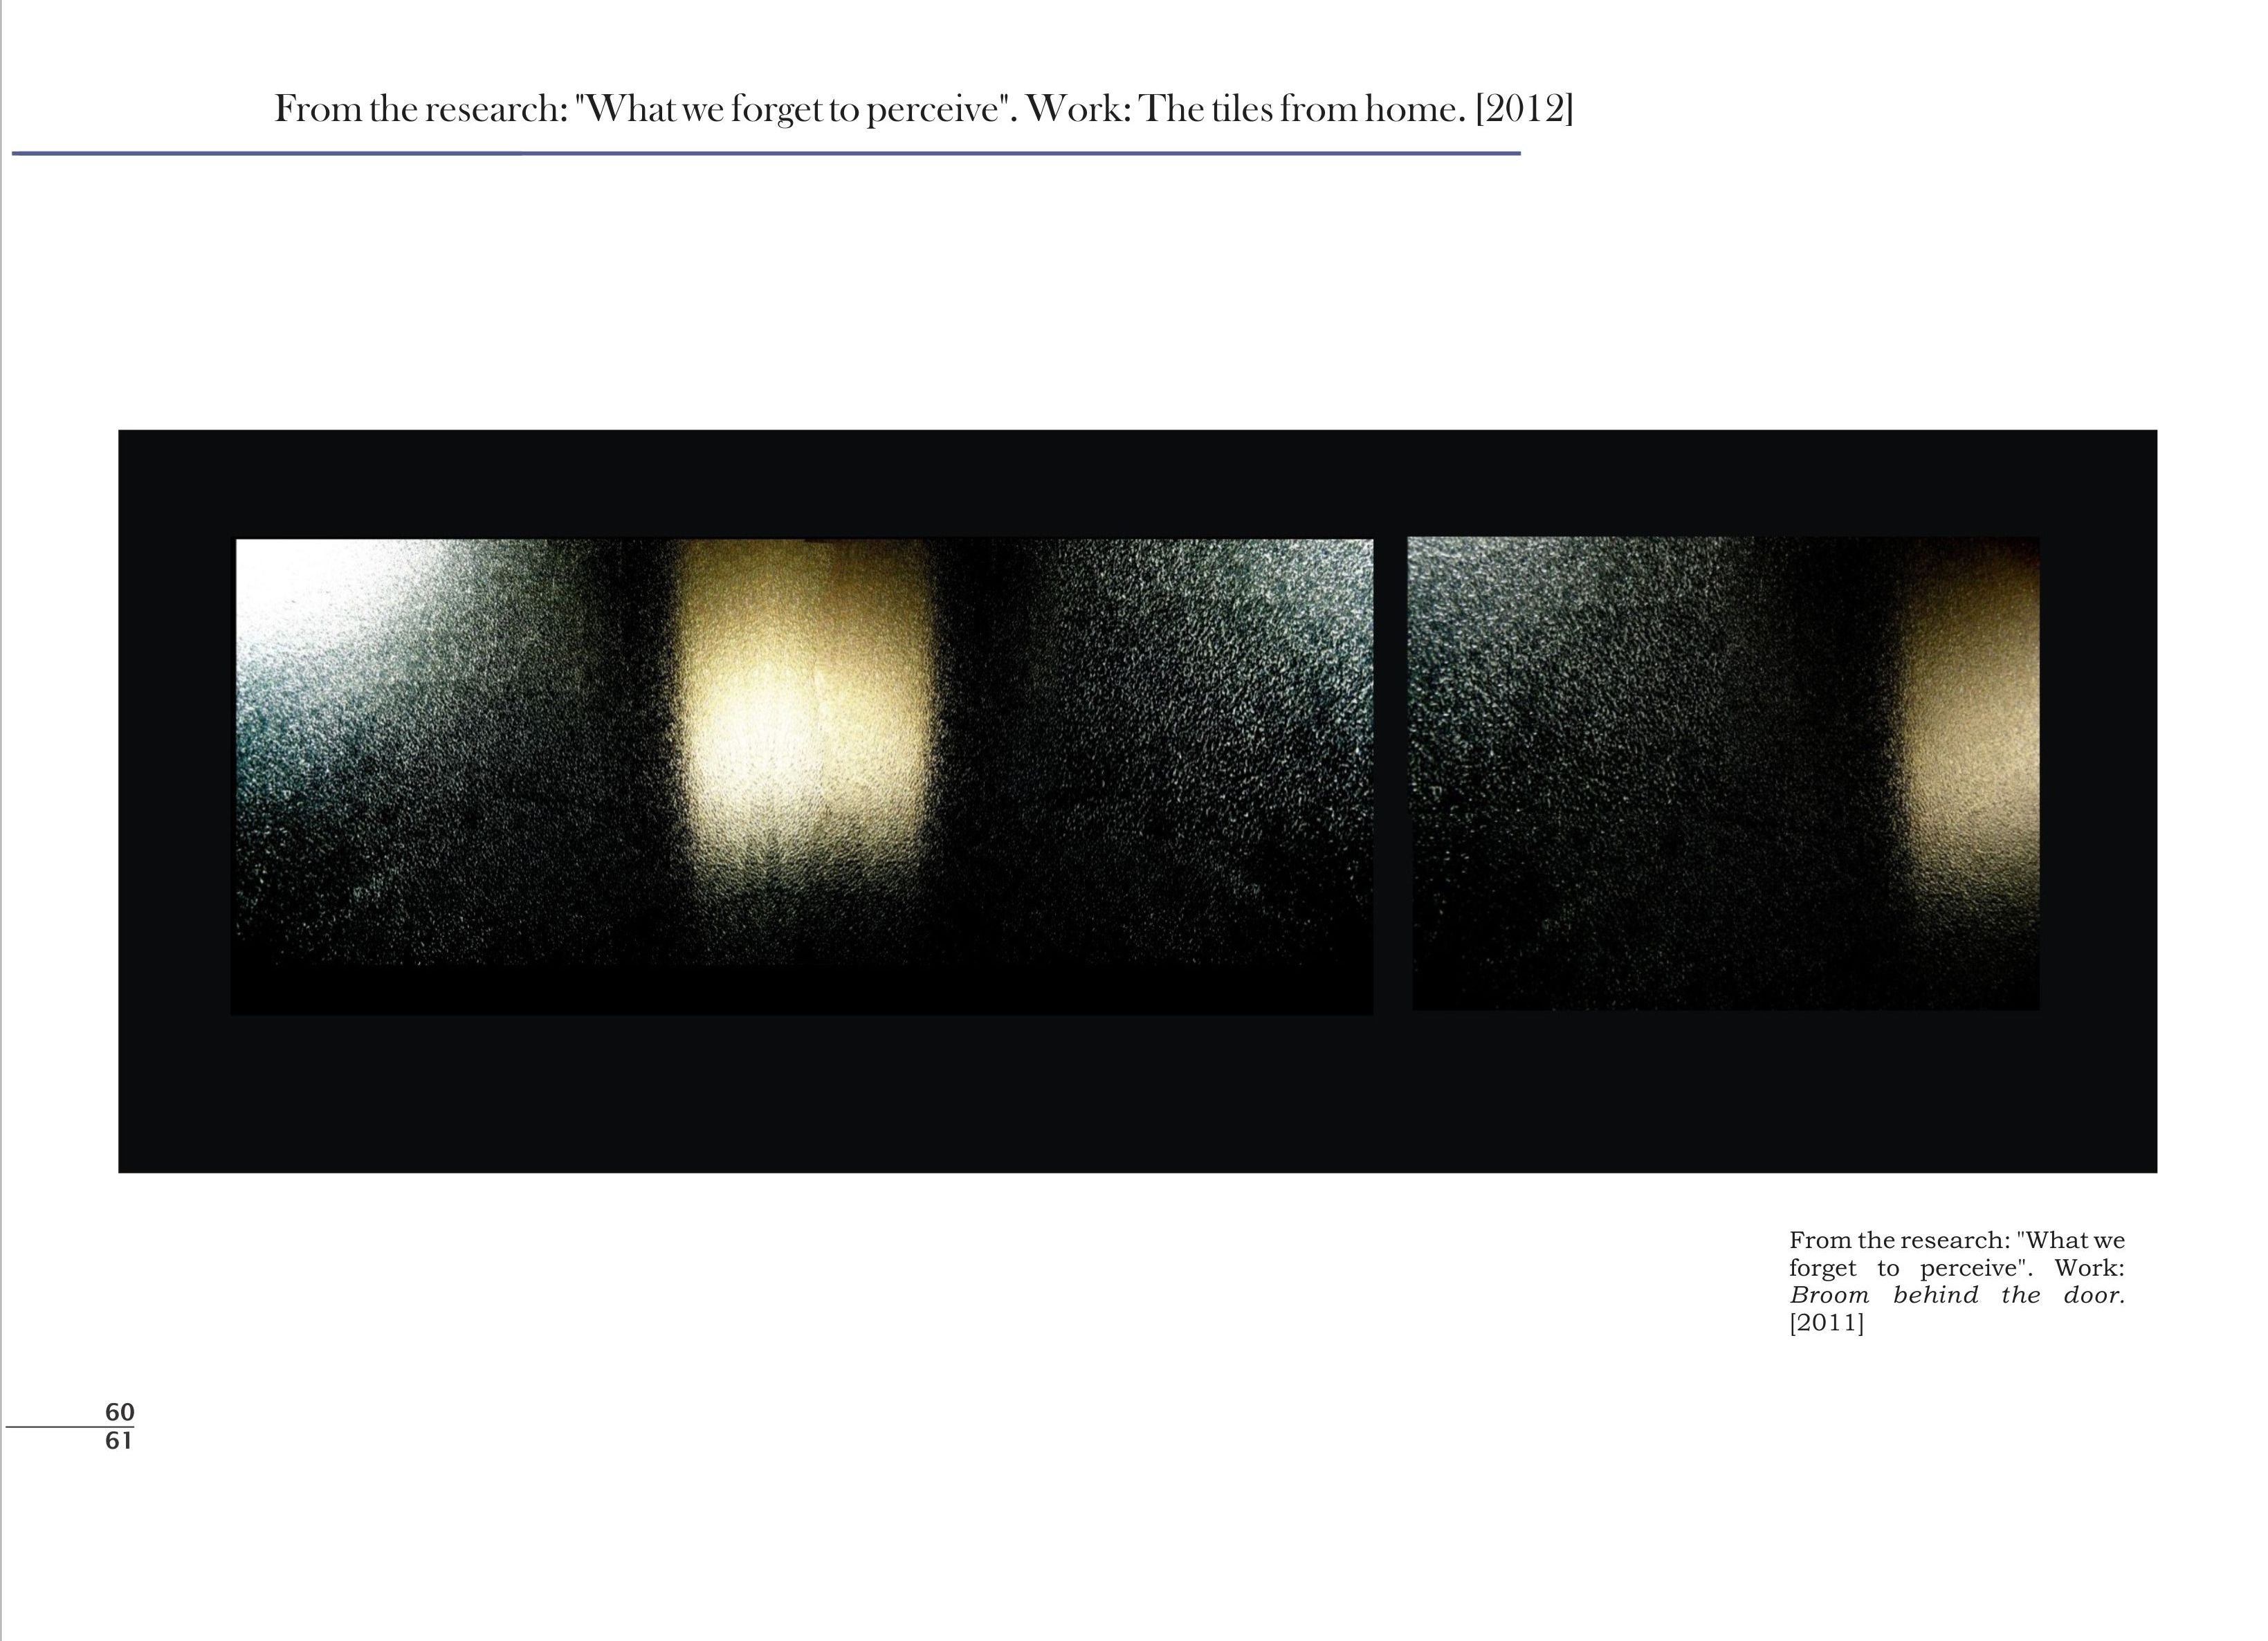 From the research: "What we forget to perceive". Work: The tiles from home. [2012]
From the research: "What we
forget to perceive". Work:
Broom behind the door.
[2011]
60
61